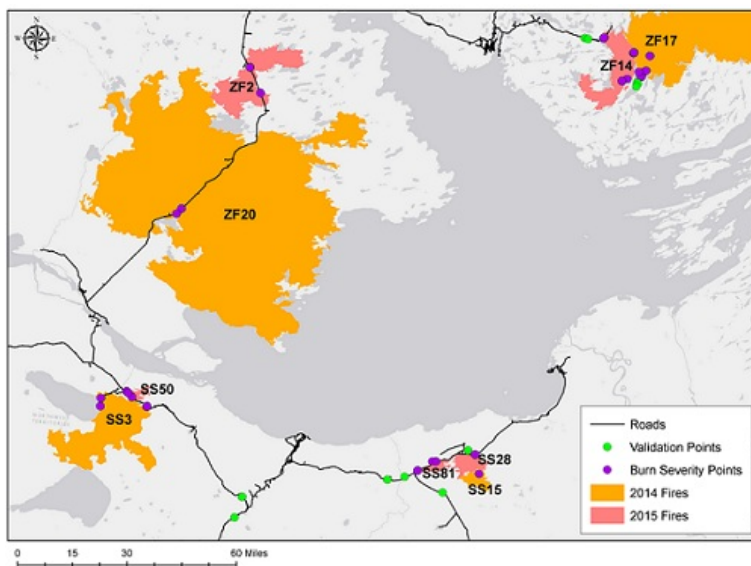 N
W
E
S
ZF2
ZF17
ZF14
ZF20
SS50
SS3
SS28
SS81
SS15
Roads
Validation Points
Burn Severity Points
2014 Fires
2015 Fires
0 15 30 60 Miles